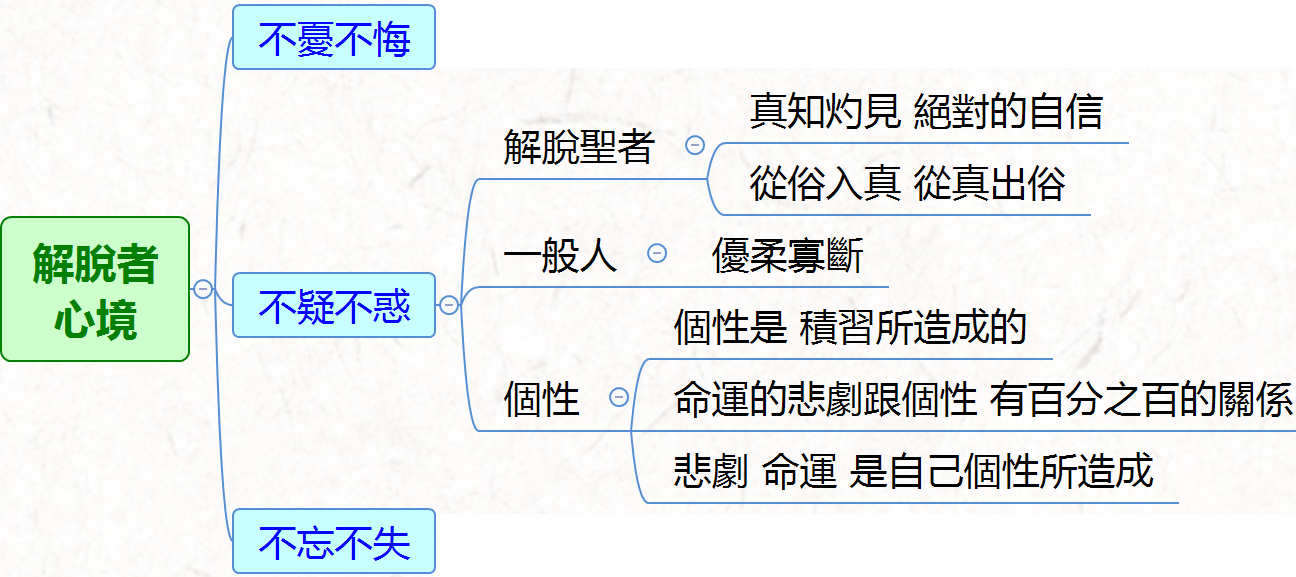 解脫者
心境
不憂不悔
不疑不惑
解脫聖者
真知灼見 絕對的自信
從俗入真 從真出俗
一般人
優柔寡斷
個性
個性是 積習所造成的
命運的悲劇跟個性 有百分之百的關係
悲劇 命運 是自己個性所造成
不忘不失